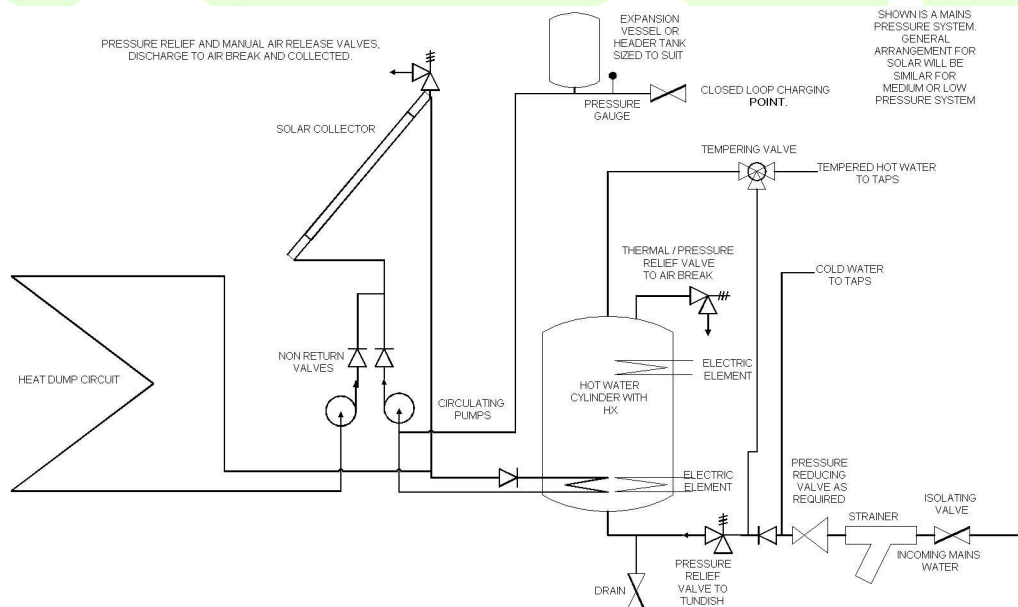 PRESSURE RELIEF AND MANUAL AIR RELEASE VALVES,
DISCHARGE TO AIR BREAK AND COLLECTED.
EXPANSION
VESSEL OR
HEADER TANK
SIZED TO SUIT
SHOWN IS A MAINS
PRESSURE SYSTEM.
GENERAL
ARRANGEMENT FOR
SOLAR WILL BE
SIMILAR FOR
MEDIUM OR LOW
PRESSURE SYSTEM
PRESSURE
GAUGE
CLOSED LOOP CHARGING
POINT.
SOLAR COLLECTOR
TEMPERING VALVE
TEMPERED HOT WATER
TO TAPS
THERMAL / PRESSURE
RELIEF VALVE
TO AIR BREAK
COLD WATER
TO TAPS
NON RETURN
VALVES
HEAT DUMP CIRCUIT
CIRCULATING
PUMPS
ELECTRIC
ELEMENT
HOT WATER
CYLINDER WITH
HX.
ELECTRIC
ELEMENT
PRESSURE
REDUCING
VALVE AS
REQUIRED
STRAINER
ISOLATING
VALVE
INCOMING MAINS
WATER
PRESSURE
RELIEF
VALVE TO
TUNDISH
DRAIN